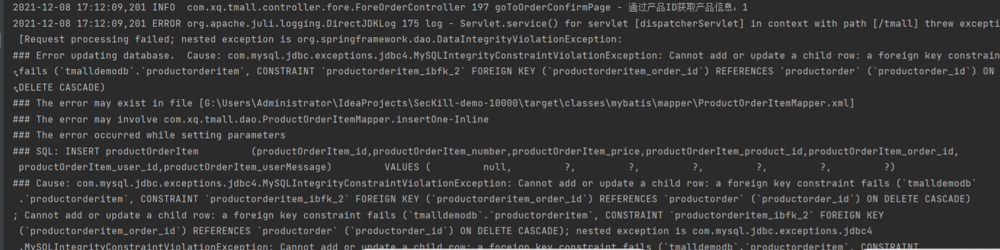 2021-12-08 17:12:09,201 INFO  com.xq.tmall.controller.fore.ForeOrderController 197 goToOrderConfirmPage - 通过产品ID获取产品信息：1
2021-12-08 17:12:09,201 ERROR org.apache.juli.logging.DirectJDKLog 175 log - Servlet.service() for servlet [dispatcherServlet] in context with path [/tmall] threw excepti
[Request processing failed; nested exception is org.springframework.dao.DataIntegrityViolationException:
### Error updating database.  Cause: com.mysql.jdbc.exceptions.jdbc4.MySQLIntegrityConstraintViolationException: Cannot add or update a child row: a foreign key constrain
fails (`tmalldemodb`.`productorderitem`, CONSTRAINT `productorderitem_ibfk_2` FOREIGN KEY (`productorderitem_order_id`) REFERENCES `productorder` (`productorder_id`) ON
DELETE CASCADE)
### The error may exist in file [G:\Users\Administrator\IdeaProjects\SecKill-demo-10000\target\classes\mybatis\mapper\ProductOrderItemMapper.xml]
### The error may involve com.xq.tmall.dao.ProductOrderItemMapper.insertOne-Inline
### The error occurred while setting parameters
### SQL: INSERT productOrderItem         (productOrderItem_id,productOrderItem_number,productOrderItem_price,productOrderItem_product_id,productOrderItem_order_id,
productOrderItem_user_id,productOrderItem_userMessage)         VALUES (         null,         ?,         ?,         ?,         ?,         ?,         ?)
### Cause: com.mysql.jdbc.exceptions.jdbc4.MySQLIntegrityConstraintViolationException: Cannot add or update a child row: a foreign key constraint fails (`tmalldemodb`
.`productorderitem`, CONSTRAINT `productorderitem_ibfk_2` FOREIGN KEY (`productorderitem_order_id`) REFERENCES `productorder` (`productorder_id`) ON DELETE CASCADE)
; Cannot add or update a child row: a foreign key constraint fails (`tmalldemodb`.`productorderitem`, CONSTRAINT `productorderitem_ibfk_2` FOREIGN KEY
(`productorderitem_order_id`) REFERENCES `productorder` (`productorder_id`) ON DELETE CASCADE); nested exception is com.mysql.jdbc.exceptions.jdbc4
.MySQLIntegrityConstraintViolationException: Cannot add or update a child row: a foreign key constraint fails (`tmalldemodb`.`productorderitem`, CONSTRAINT